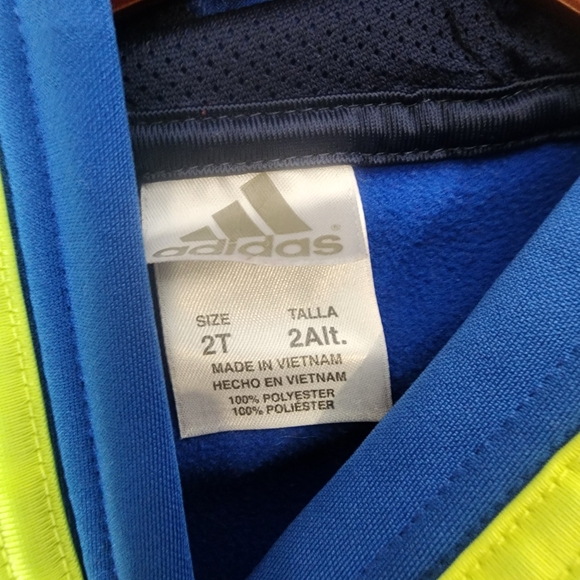 adidas
SIZE TALLA
2T 2Alt.
MADE IN VIETNAM
HECHO EN VIETNAM
100% POLYESTER
100% POLIÉSTER